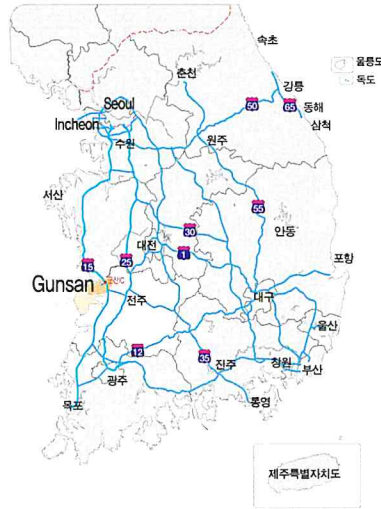 속초
울릉도
독도
춘천
강릉
Seoul
50
65
동해
삼척
Incheon
원주
수원
서산
55
안동
30
대전
1
포항
15
25
Gunsan
대구
전주
울산
12
35
진주
창원
부산
광주
목포
통영
제주특별자치도